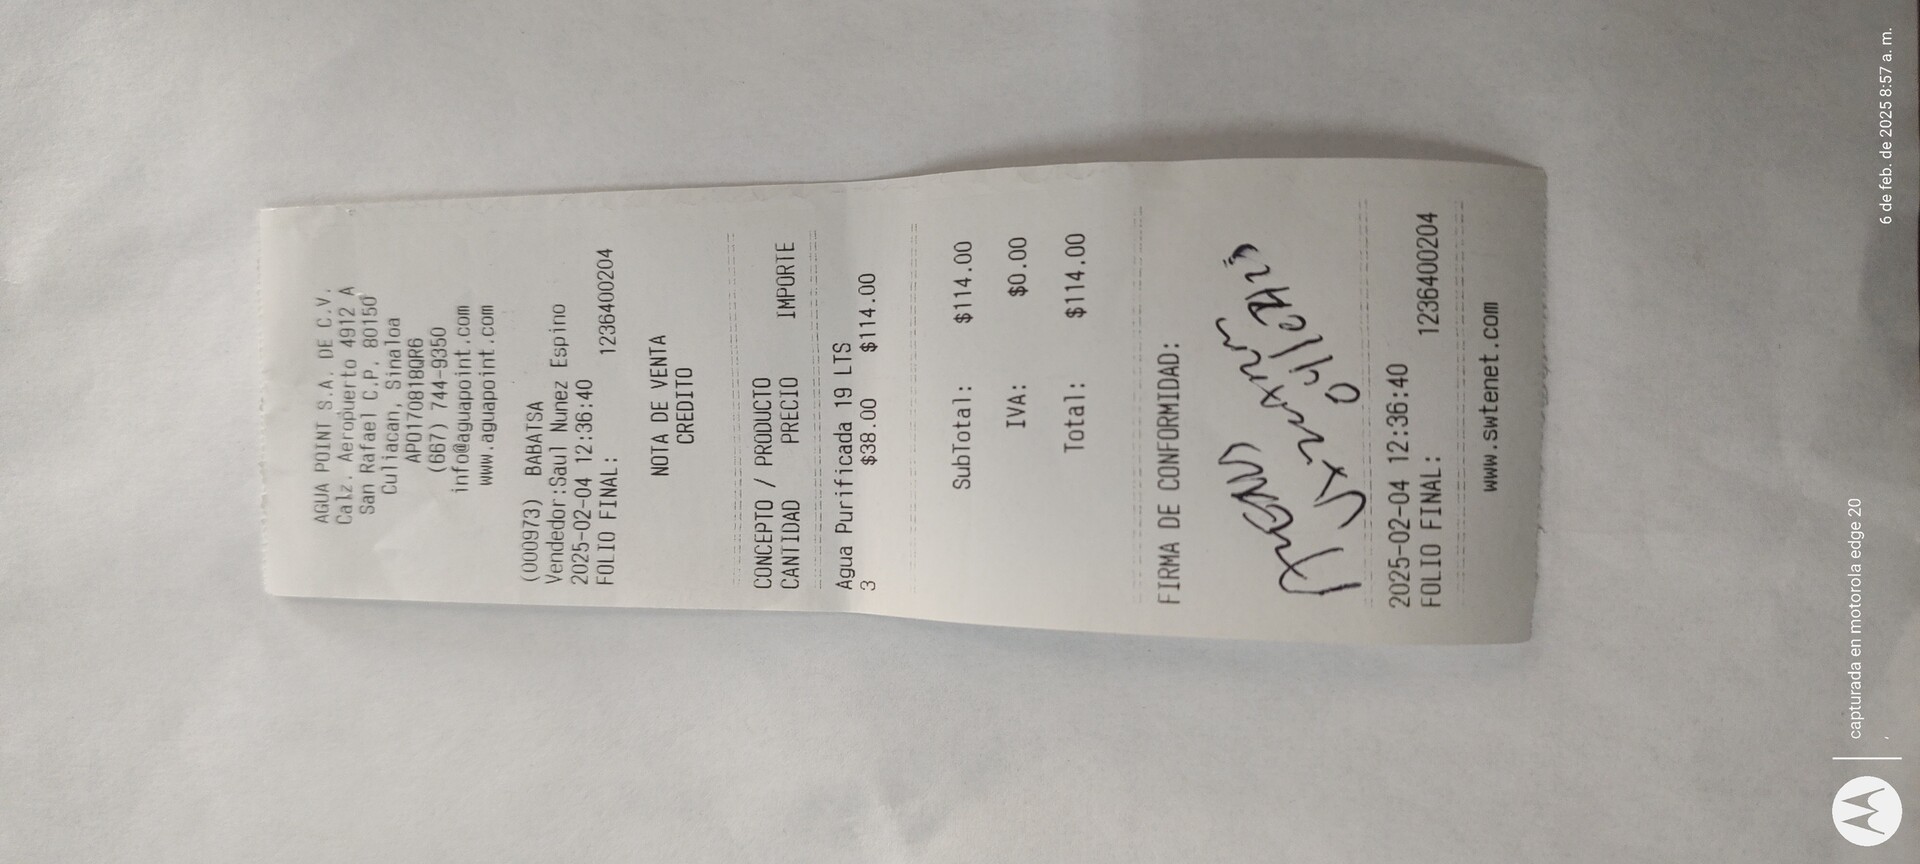 AGUA POINT S.A. DE C.V.
Calz. Aeropuerto 4912 A
San Rafael C.P. 80150
Culiacan, Sinaloa
APO170818QR6
(667) 744-9350
info@aguapoint.com
www.aguapoint.com
(000973) BABATSA
Vendedor:Saul Nunez Espino
2025-02-04 12:36:40
FOLIO FINAL: 1236400204
NOTA DE VENTA
CREDITO
CONCEPTO / PRODUCTO
CANTIDAD PRECIO IMPORTE
Agua Purificada 19 LTS
3 $38.00 $114.00
SubTotal: $114.00
IVA: $0.00
Total: $114.00
FIRMA DE CONFORMIDAD:
2025-02-04 12:36:40
FOLIO FINAL: 1236400204
www.swtenet.com
capturada en motorola edge 20
6 de feb. de 2025 8:57 a. m.